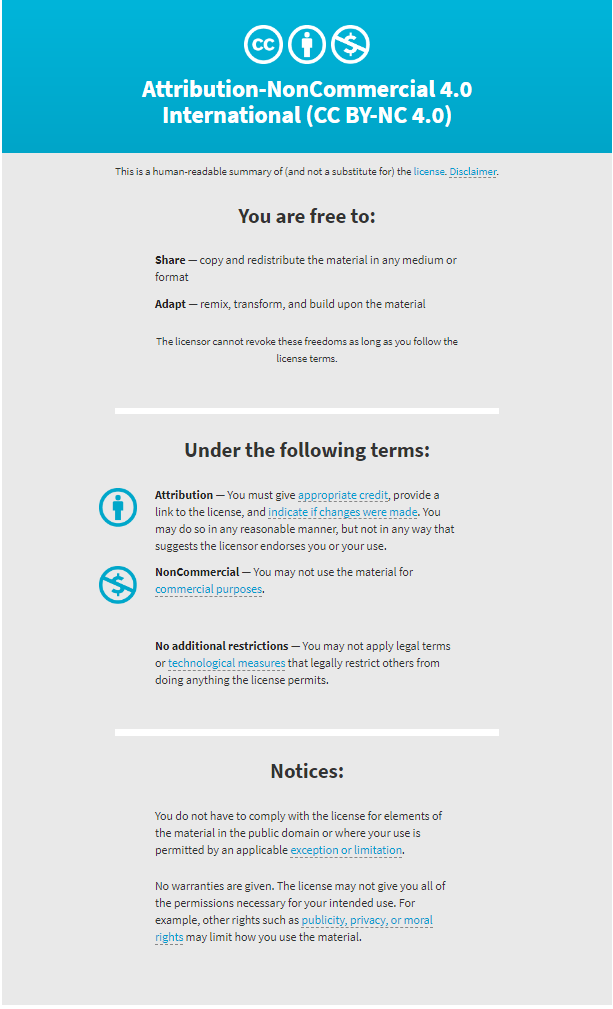 cc
Attribution-NonCommercial 4.0
International (CC BY-NC 4.0)
This is a human-readable summary of (and not a substitute for) the license. Disclaimer.
You are free to:
Share — copy and redistribute the material in any medium or
format
Adapt — remix, transform, and build upon the material
The licensor cannot revoke these freedoms as long as you follow the
license terms.
Under the following terms:
Attribution — You must give appropriate credit, provide a
link to the license, and indicate if changes were made. You
may do so in any reasonable manner, but not in any way that
suggests the licensor endorses you or your use.
NonCommercial — You may not use the material for
commercial purposes.
No additional restrictions — You may not apply legal terms
or technological measures that legally restrict others from
doing anything the license permits.
Notices:
You do not have to comply with the license for elements of
the material in the public domain or where your use is
permitted by an applicable exception or limitation.
No warranties are given. The license may not give you all of
the permissions necessary for your intended use. For
example, other rights such as publicity, privacy, or moral
rights may limit how you use the material.